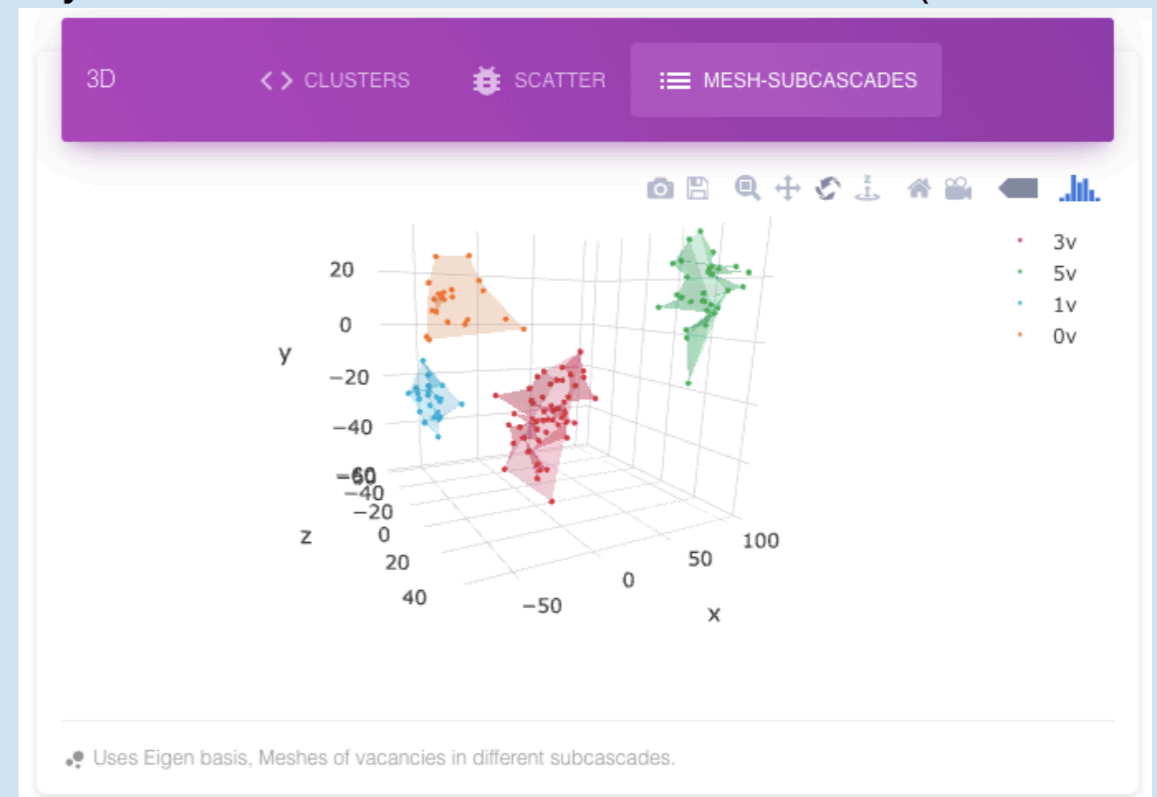 3D
CLUSTERS
SCATTER
MESH-SUBCASCADES
3v
5v
1v
0v
20
0
−20
−40
−60
y
−40
−20
0
20
40
z
−50
0
50
100
x
Uses Eigen basis, Meshes of vacancies in different subcascades.